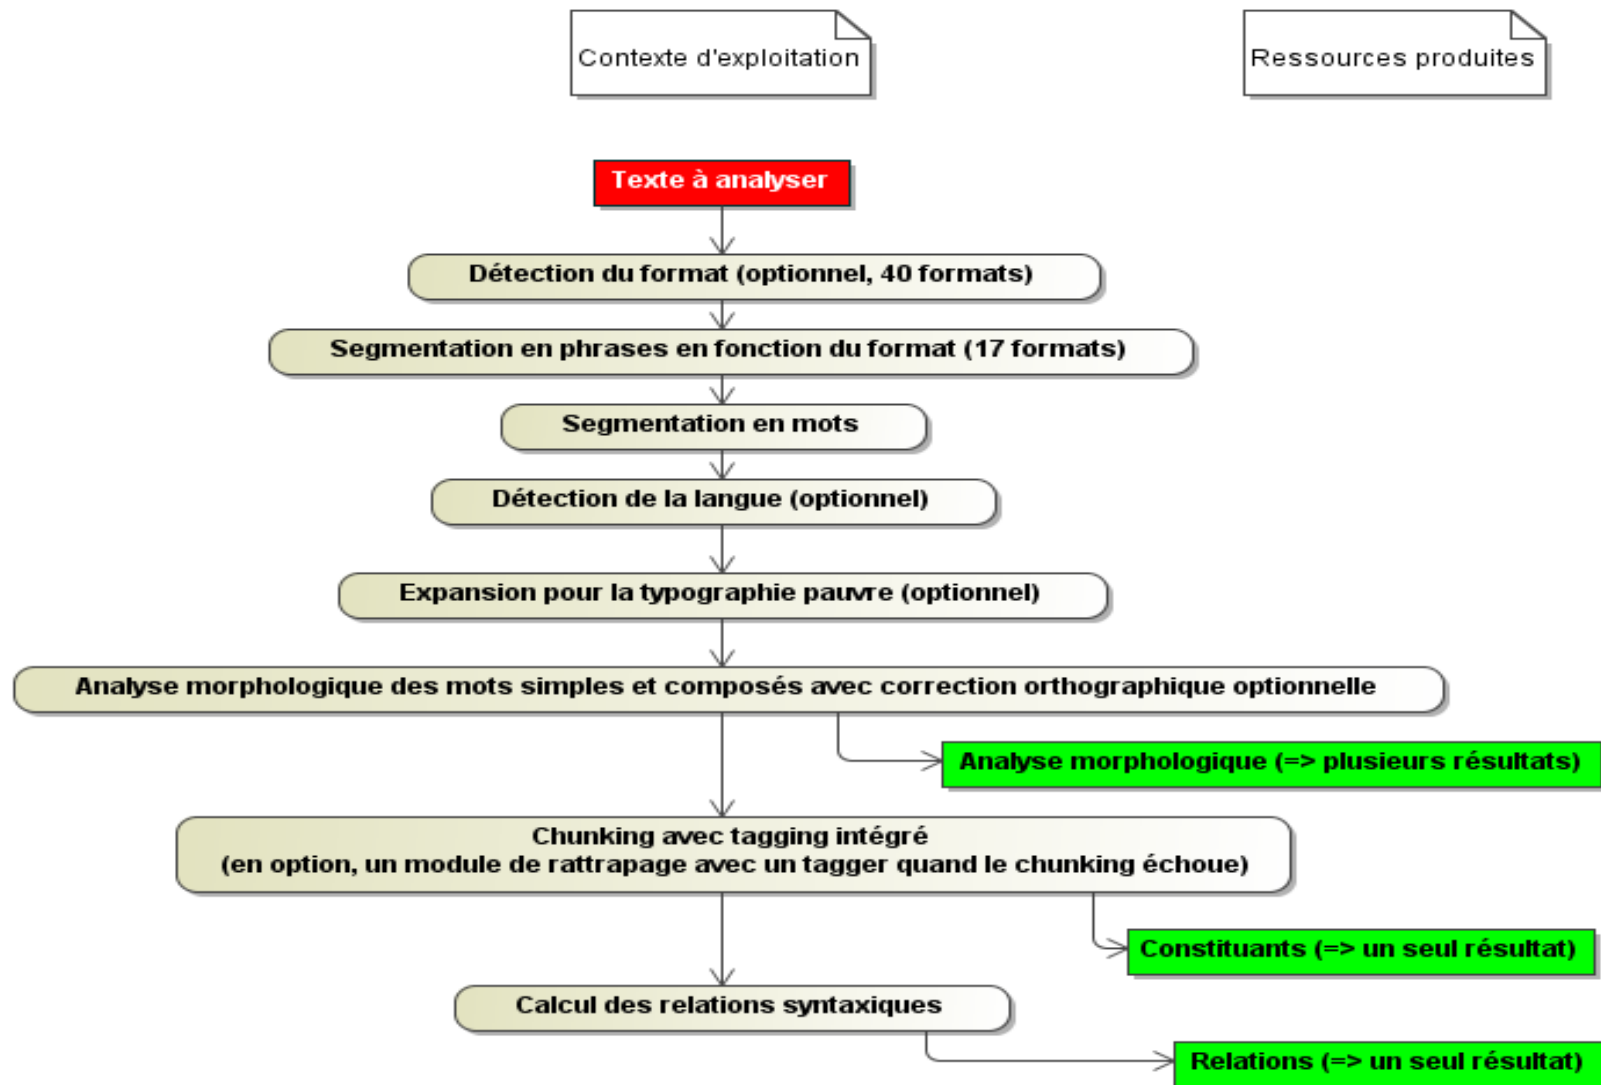 Contexte d'exploitation
Ressources produites
Texte à analyser
Détection du format (optionnel, 40 formats)
Segmentation en phrases en fonction du format (17 formats)
Segmentation en mots
Détection de la langue (optionnel)
Expansion pour la typographie pauvre (optionnel)
Analyse morphologique des mots simples et composés avec correction orthographique optionnelle
Analyse morphologique (=> plusieurs résultats)
Chunking avec tagging intégré
(en option, un module de rattrapage avec un tagger quand le chunking échoue)
Constituants (=> un seul résultat)
Calcul des relations syntaxiques
Relations (=> un seul résultat)